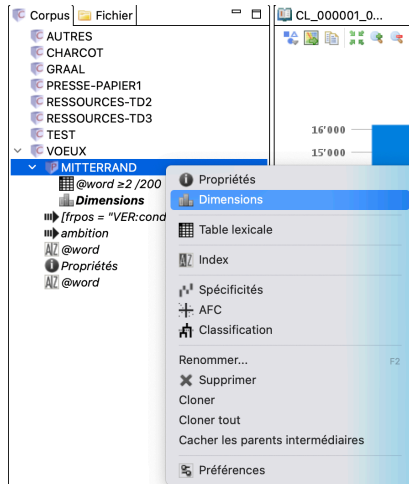 Corpus
Fichier
CL_000001_0...
AUTRES
CHARCOT
GRAAL
PRESSE-PAPIER1
RESSOURCES-TD2
RESSOURCES-TD3
TEST
VOEUX
MITTERRAND
@word ≥2 /200
Dimensions
[frpos = "VER:cond
ambition
@word
Propriétés
@word
16'000
15'000
Propriétés
Dimensions
Table lexicale
Index
Spécificités
AFC
Classification
Renommer... F2
Supprimer
Cloner
Cloner tout
Cacher les parents intermédiaires
Préférences